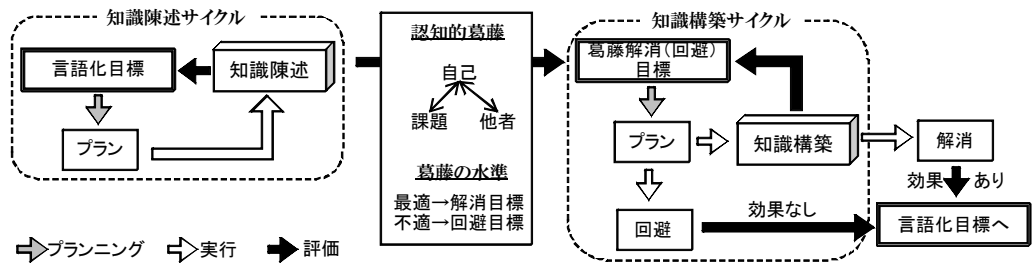 知識陳述サイクル
言語化目標
知識陳述
プラン
認知的葛藤
自己
課題
他者
葛藤の水準
最適→解消目標
不適→回避目標
知識構築サイクル
葛藤解消(回避)
目標
プラン
知識構築
解消
効果 あり
回避
効果なし
言語化目標へ
プランニング
実行
評価